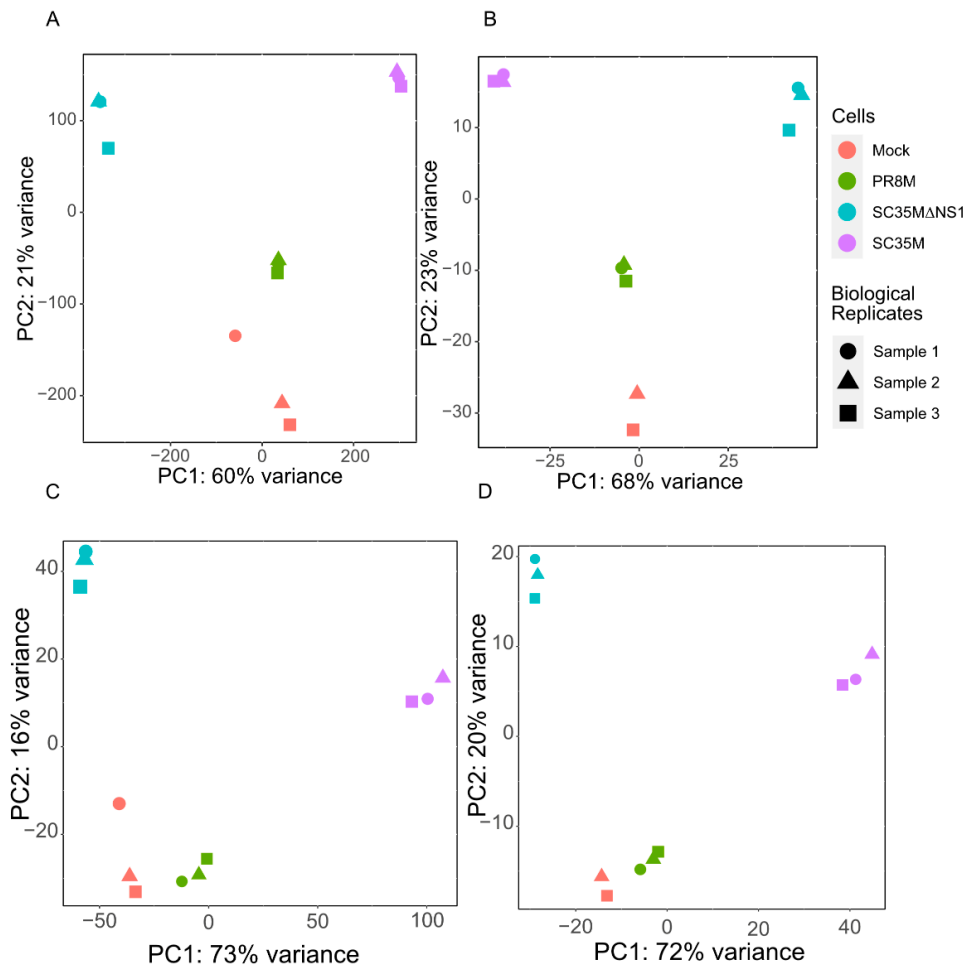 A
B
100
0
−100
−200
PC2: 21% variance
−200
0
200
PC1: 60% variance
10
0
−10
−20
−30
PC2: 23% variance
−25
0
25
PC1: 68% variance
Cells
Mock
PR8M
SC35MΔNS1
SC35M
Biological
Replicates
Sample 1
Sample 2
Sample 3
C
D
40
20
0
−20
PC2: 16% variance
−50
0
50
100
PC1: 73% variance
20
10
0
−10
PC2: 20% variance
−20
0
20
40
PC1: 72% variance